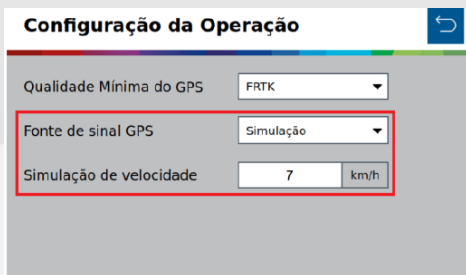 Configuração da Operação
Qualidade Mínima do GPS FRTK
Fonte de sinal GPS Simulação
Simulação de velocidade 7 km/h